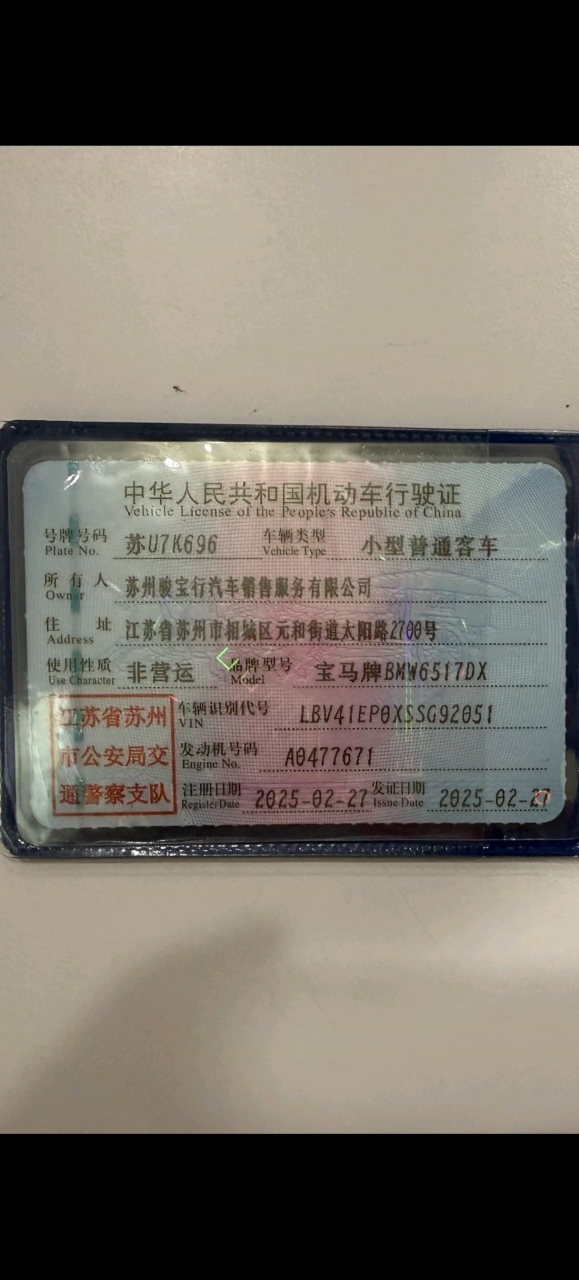 中华人民共和国机动车行驶证
Vehicle License of the People's Republic of China
号牌号码 Plate No. 苏U7K696 车辆类型 Vehicle Type 小型普通客车
所有人 Owner 苏州骏宝行汽车销售服务有限公司
住址 Address 江苏省苏州市相城区元和街道太阳路2700号
使用性质 Use Character 非营运 品牌型号 Model 宝马牌BMW6517DX
江苏省苏州 车辆识别代号 VIN LBV41EP0XSSG92051
市公安局交 发动机号码 Engine No. A0477671
通警察支队 注册日期 Register Date 2025-02-27 发证日期 Issue Date 2025-02-27